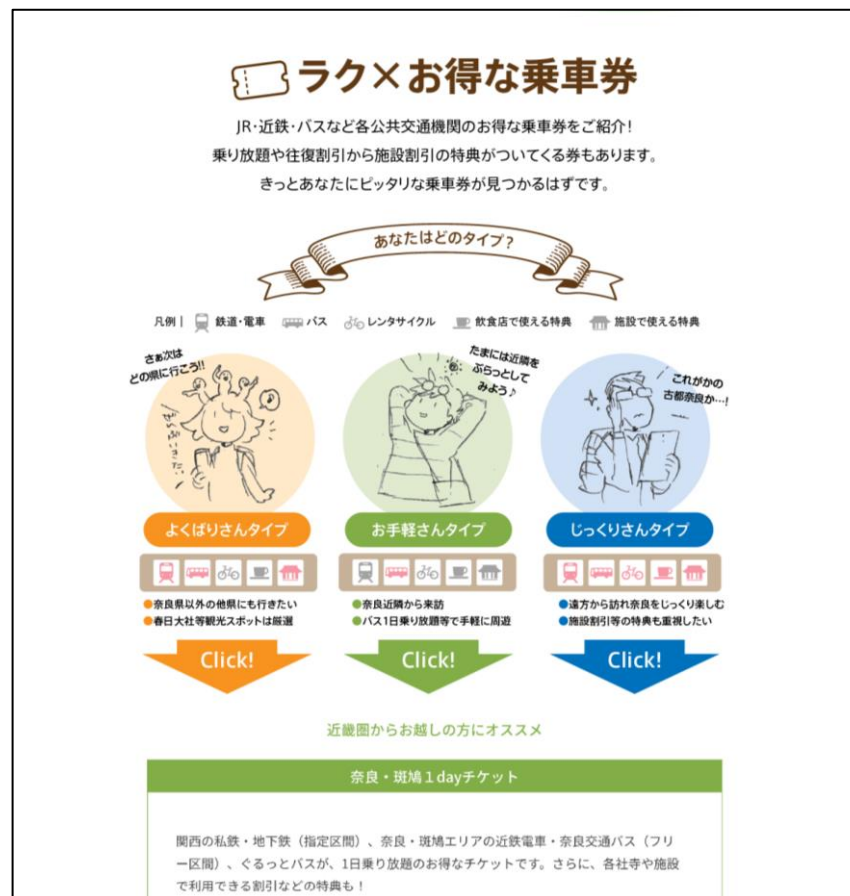 ラク×お得な乗車券
JR・近鉄・バスなど各公共交通機関のお得な乗車券をご紹介！
乗り放題や往復割引から施設割引の特典がついてくる券もあります。
きっとあなたにピッタリな乗車券が見つかるはずです。
あなたはどのタイプ？
凡例｜ 鉄道・電車 バス レンタサイクル 飲食店で使える特典 施設で使える特典
さぁ次は
どの県に行こう!!
たまには近隣を
ぶらっとして
みよう♪
これがかの
古都奈良か…!
よくばりさんタイプ
お手軽さんタイプ
じっくりさんタイプ
●奈良県以外の他県にも行きたい
●春日大社等観光スポットは厳選
●奈良近隣から来訪
●バス1日乗り放題等で手軽に周遊
●遠方から訪れ奈良をじっくり楽しむ
●施設割引等の特典も重視したい
Click!
Click!
Click!
近畿圏からお越しの方にオススメ
奈良・斑鳩１dayチケット
関西の私鉄・地下鉄（指定区間）、奈良・斑鳩エリアの近鉄電車・奈良交通バス（フリ
ー区間）、ぐるっとバスが、1日乗り放題のお得なチケットです。さらに、各社寺や施設
で利用できる割引などの特典も！